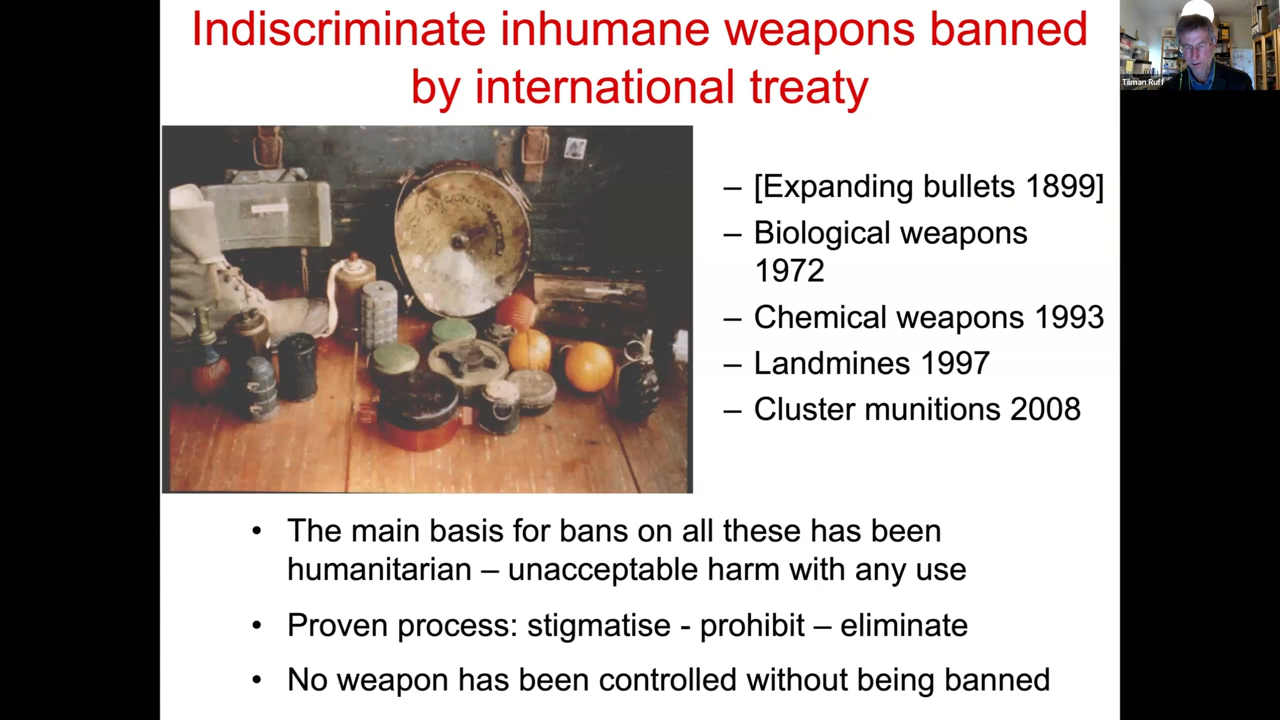 Indiscriminate inhumane weapons banned
by international treaty
Tilman Ruff
– [Expanding bullets 1899]
– Biological weapons
1972
– Chemical weapons 1993
– Landmines 1997
– Cluster munitions 2008
• The main basis for bans on all these has been
humanitarian – unacceptable harm with any use
• Proven process: stigmatise - prohibit – eliminate
• No weapon has been controlled without being banned